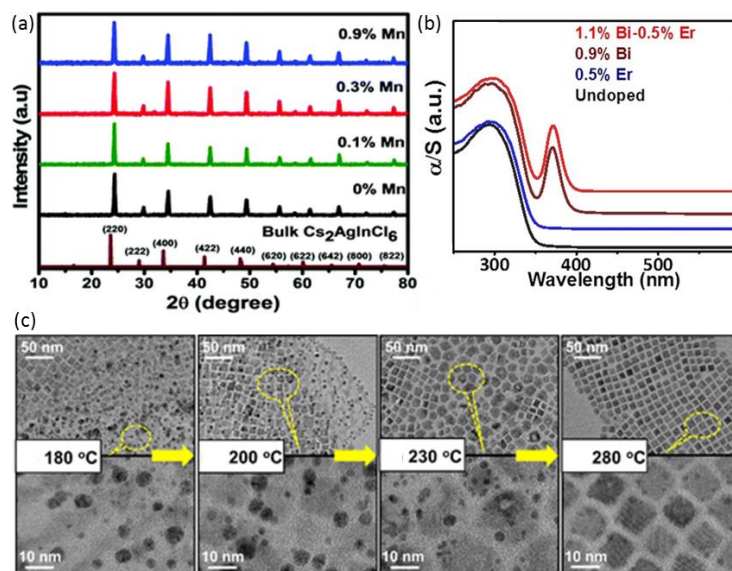 (a)
0.9% Mn
0.3% Mn
0.1% Mn
0% Mn
Bulk Cs2AgInCl6
(220)
(222)
(400)
(422)
(440)
(620)
(622)
(642)
(800)
(822)
Intensity (a.u)
10 20 30 40 50 60 70 80
2θ (degree)
(b)
1.1% Bi-0.5% Er
0.9% Bi
0.5% Er
Undoped
α/S (a.u.)
300 400 500
Wavelength (nm)
(c)
50 nm
50 nm
50 nm
50 nm
180 °C
200 °C
230 °C
280 °C
10 nm
10 nm
10 nm
10 nm